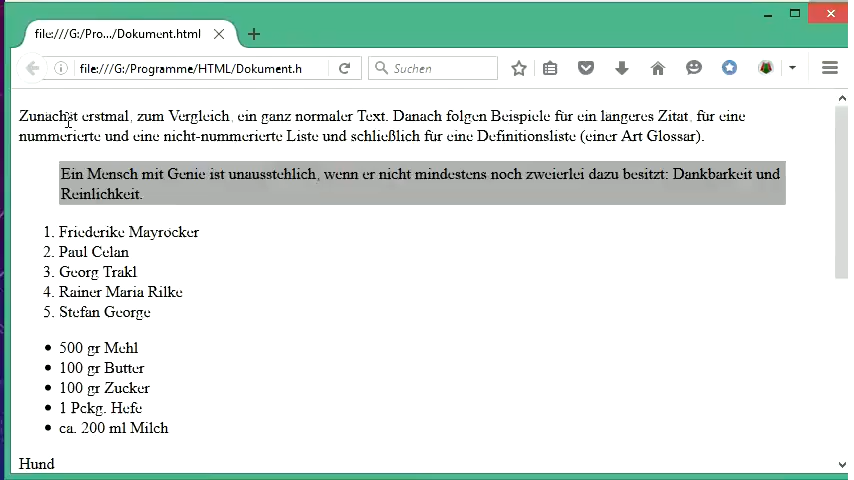 file:///G:/Pro.../Dokument.html
file:///G:/Programme/HTML/Dokument.h
Suchen
Zunächst erstmal, zum Vergleich, ein ganz normaler Text. Danach folgen Beispiele für ein längeres Zitat, für eine
nummerierte und eine nicht-nummerierte Liste und schließlich für eine Definitionsliste (einer Art Glossar).
Ein Mensch mit Genie ist unausstehlich, wenn er nicht mindestens noch zweierlei dazu besitzt: Dankbarkeit und
Reinlichkeit.
1. Friederike Mayröcker
2. Paul Celan
3. Georg Trakl
4. Rainer Maria Rilke
5. Stefan George
• 500 gr Mehl
• 100 gr Butter
• 100 gr Zucker
• 1 Pckg. Hefe
• ca. 200 ml Milch
Hund